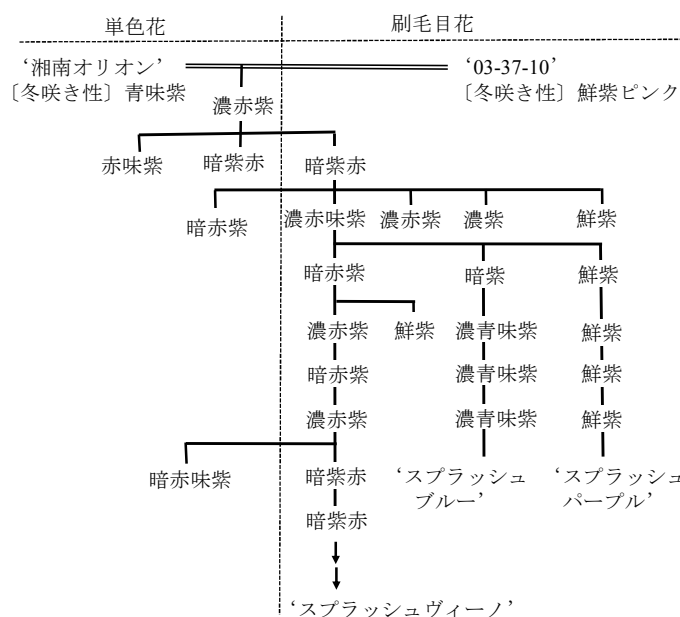 単色花 刷毛目花
‘湘南オリオン’ ‘03-37-10’
〔冬咲き性〕青味紫 〔冬咲き性〕鮮紫ピンク
濃赤紫
赤味紫 暗紫赤 暗紫赤
暗赤紫 濃赤味紫 濃赤紫 濃紫 鮮紫
暗赤紫 暗紫 鮮紫
濃赤紫 鮮紫 濃青味紫 鮮紫
暗赤紫 濃青味紫 鮮紫
濃赤紫 濃青味紫 鮮紫
暗赤味紫 暗紫赤 ‘スプラッシュ ‘スプラッシュ
ブルー’ パープル’
暗紫赤
‘スプラッシュヴィーノ’